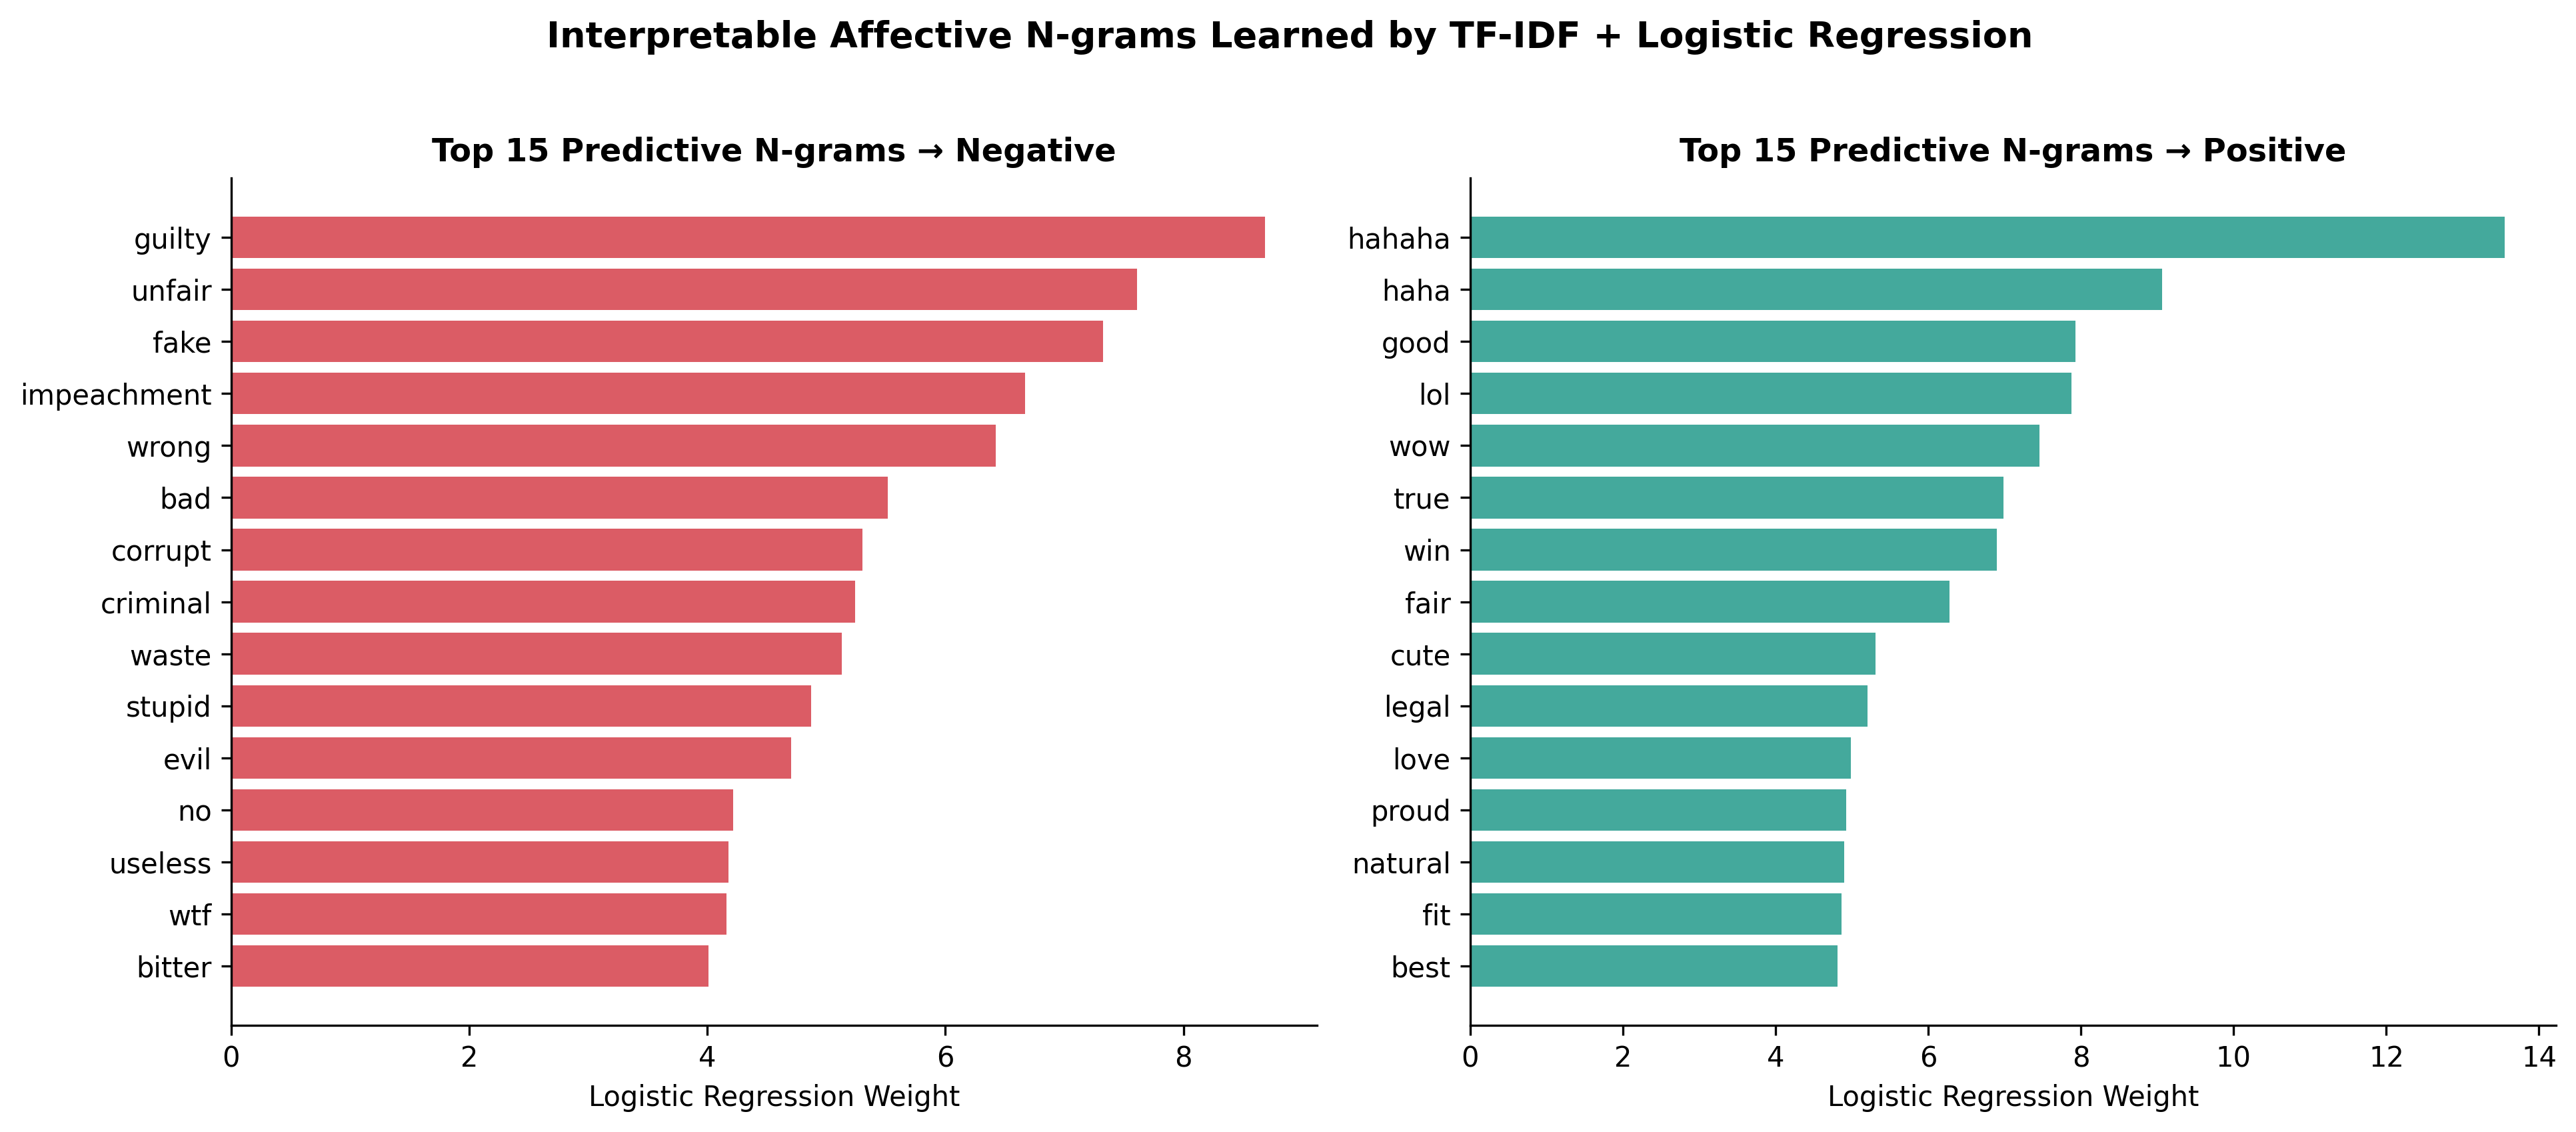 Interpretable Affective N-grams Learned by TF-IDF + Logistic Regression
Top 15 Predictive N-grams → Negative
guilty
unfair
fake
impeachment
wrong
bad
corrupt
criminal
waste
stupid
evil
no
useless
wtf
bitter
0 2 4 6 8
Logistic Regression Weight
Top 15 Predictive N-grams → Positive
hahaha
haha
good
lol
wow
true
win
fair
cute
legal
love
proud
natural
fit
best
0 2 4 6 8 10 12 14
Logistic Regression Weight